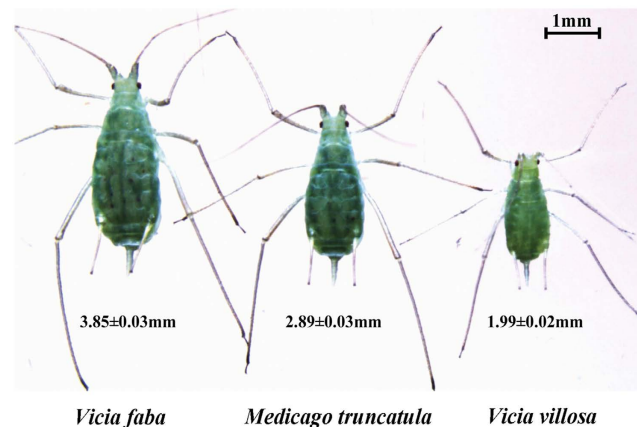 1mm
3.85±0.03mm
2.89±0.03mm
1.99±0.02mm
Vicia faba
Medicago truncatula
Vicia villosa